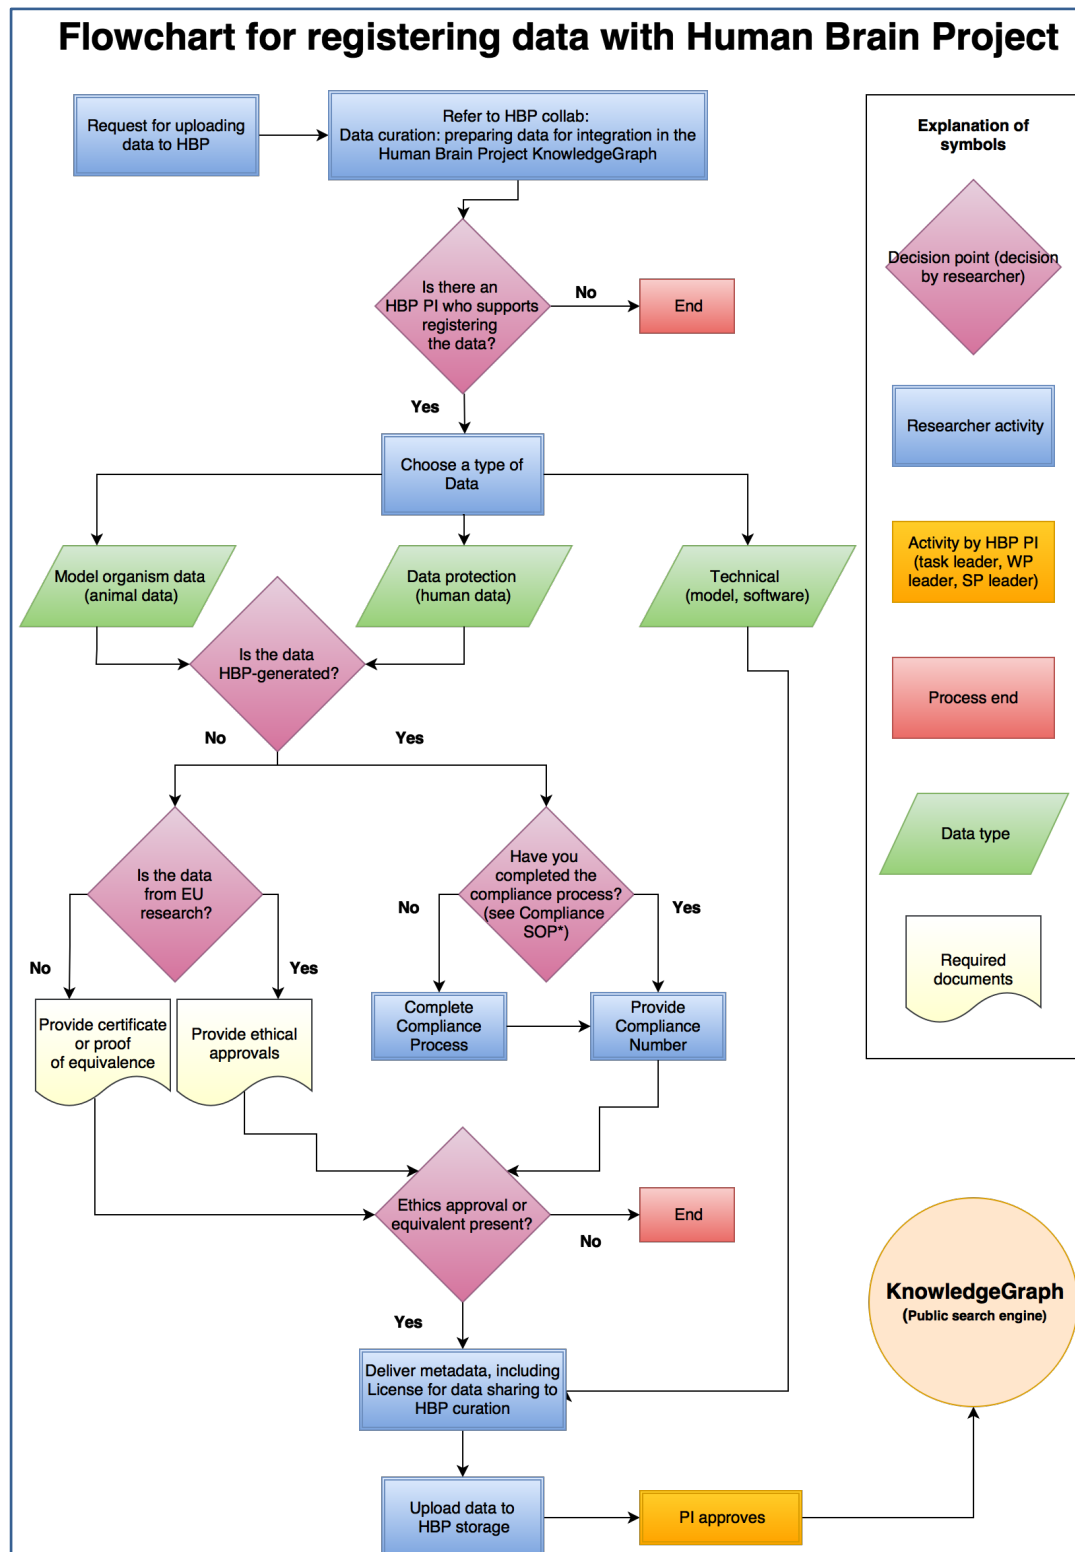 Flowchart for registering data with Human Brain Project
Request for uploading
data to HBP
Refer to HBP collab:
Data curation: preparing data for integration in the
Human Brain Project KnowledgeGraph
Is there an
HBP PI who supports
registering
the data?
No
End
Yes
Choose a type of
Data
Model organism data
(animal data)
Data protection
(human data)
Technical
(model, software)
Is the data
HBP-generated?
No
Yes
Is the data
from EU
research?
Have you
completed the
compliance process?
(see Compliance
SOP*)
No
Yes
No
Yes
Provide certificate
or proof
of equivalence
Provide ethical
approvals
Complete
Compliance
Process
Provide
Compliance
Number
Ethics approval or
equivalent present?
No
End
Yes
Deliver metadata, including
License for data sharing to
HBP curation
Upload data to
HBP storage
PI approves
KnowledgeGraph
(Public search engine)
Explanation of
symbols
Decision point (decision
by researcher)
Researcher activity
Activity by HBP PI
(task leader, WP
leader, SP leader)
Process end
Data type
Required
documents